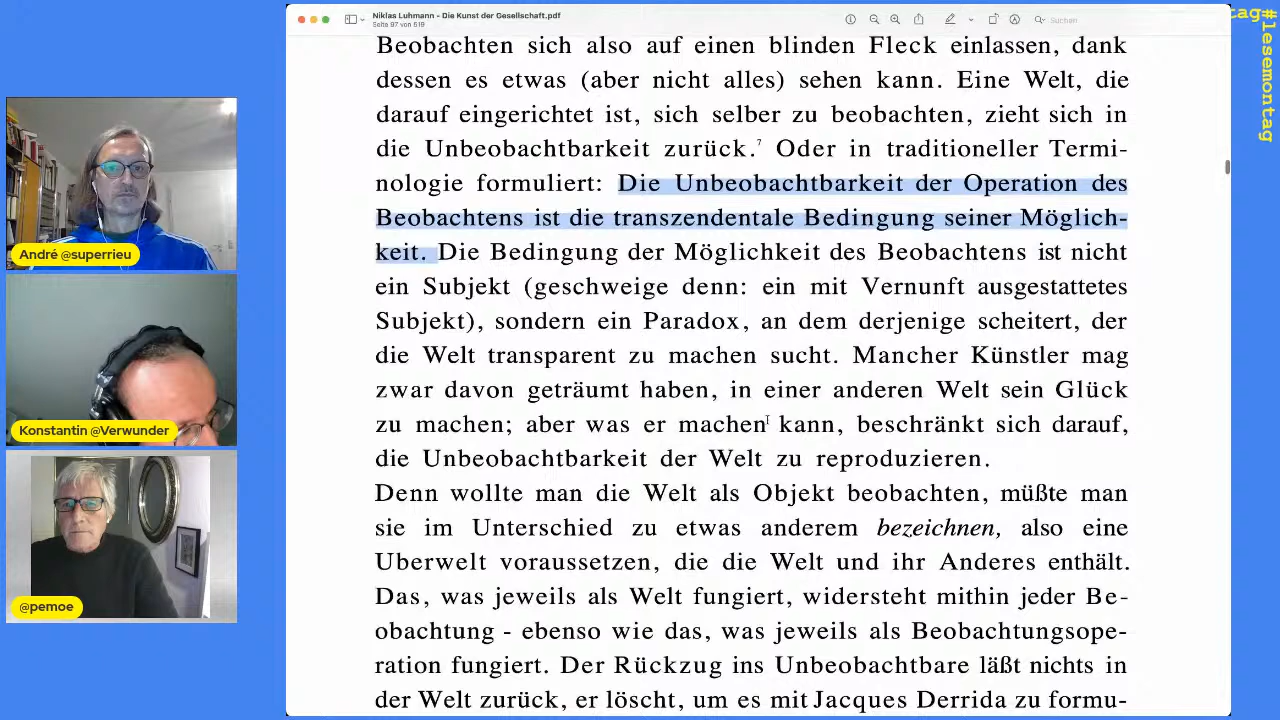 Niklas Luhmann - Die Kunst der Gesellschaft.pdf
Seite 97 von 519
Suchen
tag#
lesemontag
Beobachten sich also auf einen blinden Fleck einlassen, dank
dessen es etwas (aber nicht alles) sehen kann. Eine Welt, die
darauf eingerichtet ist, sich selber zu beobachten, zieht sich in
die Unbeobachtbarkeit zurück.⁷ Oder in traditioneller Termi-
nologie formuliert: Die Unbeobachtbarkeit der Operation des
Beobachtens ist die transzendentale Bedingung seiner Möglich-
keit. Die Bedingung der Möglichkeit des Beobachtens ist nicht
ein Subjekt (geschweige denn: ein mit Vernunft ausgestattetes
Subjekt), sondern ein Paradox, an dem derjenige scheitert, der
die Welt transparent zu machen sucht. Mancher Künstler mag
zwar davon geträumt haben, in einer anderen Welt sein Glück
zu machen; aber was er machen kann, beschränkt sich darauf,
die Unbeobachtbarkeit der Welt zu reproduzieren.
Denn wollte man die Welt als Objekt beobachten, müßte man
sie im Unterschied zu etwas anderem bezeichnen, also eine
Uberwelt voraussetzen, die die Welt und ihr Anderes enthält.
Das, was jeweils als Welt fungiert, widersteht mithin jeder Be-
obachtung - ebenso wie das, was jeweils als Beobachtungsope-
ration fungiert. Der Rückzug ins Unbeobachtbare läßt nichts in
der Welt zurück, er löscht, um es mit Jacques Derrida zu formu-
André @superrieu
Konstantin @Verwunder
@pemoe